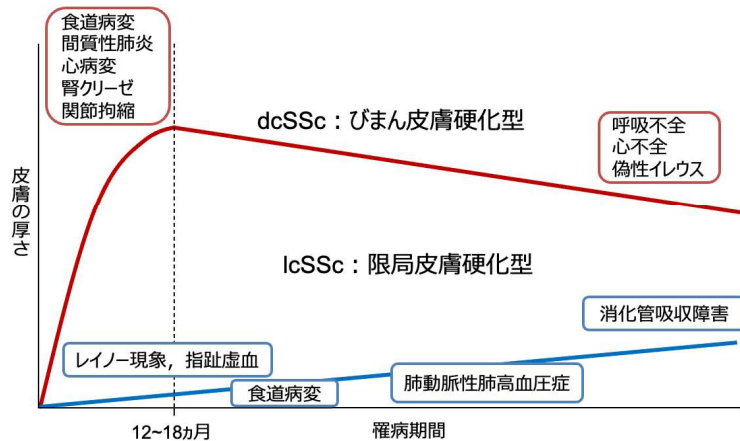 食道病変
間質性肺炎
心病変
腎クリーゼ
関節拘縮
dcSSc：びまん皮膚硬化型
呼吸不全
心不全
偽性イレウス
皮膚の厚さ
lcSSc：限局皮膚硬化型
消化管吸収障害
レイノー現象，指趾虚血
食道病変
肺動脈性肺高血圧症
12~18ヵ月
罹病期間